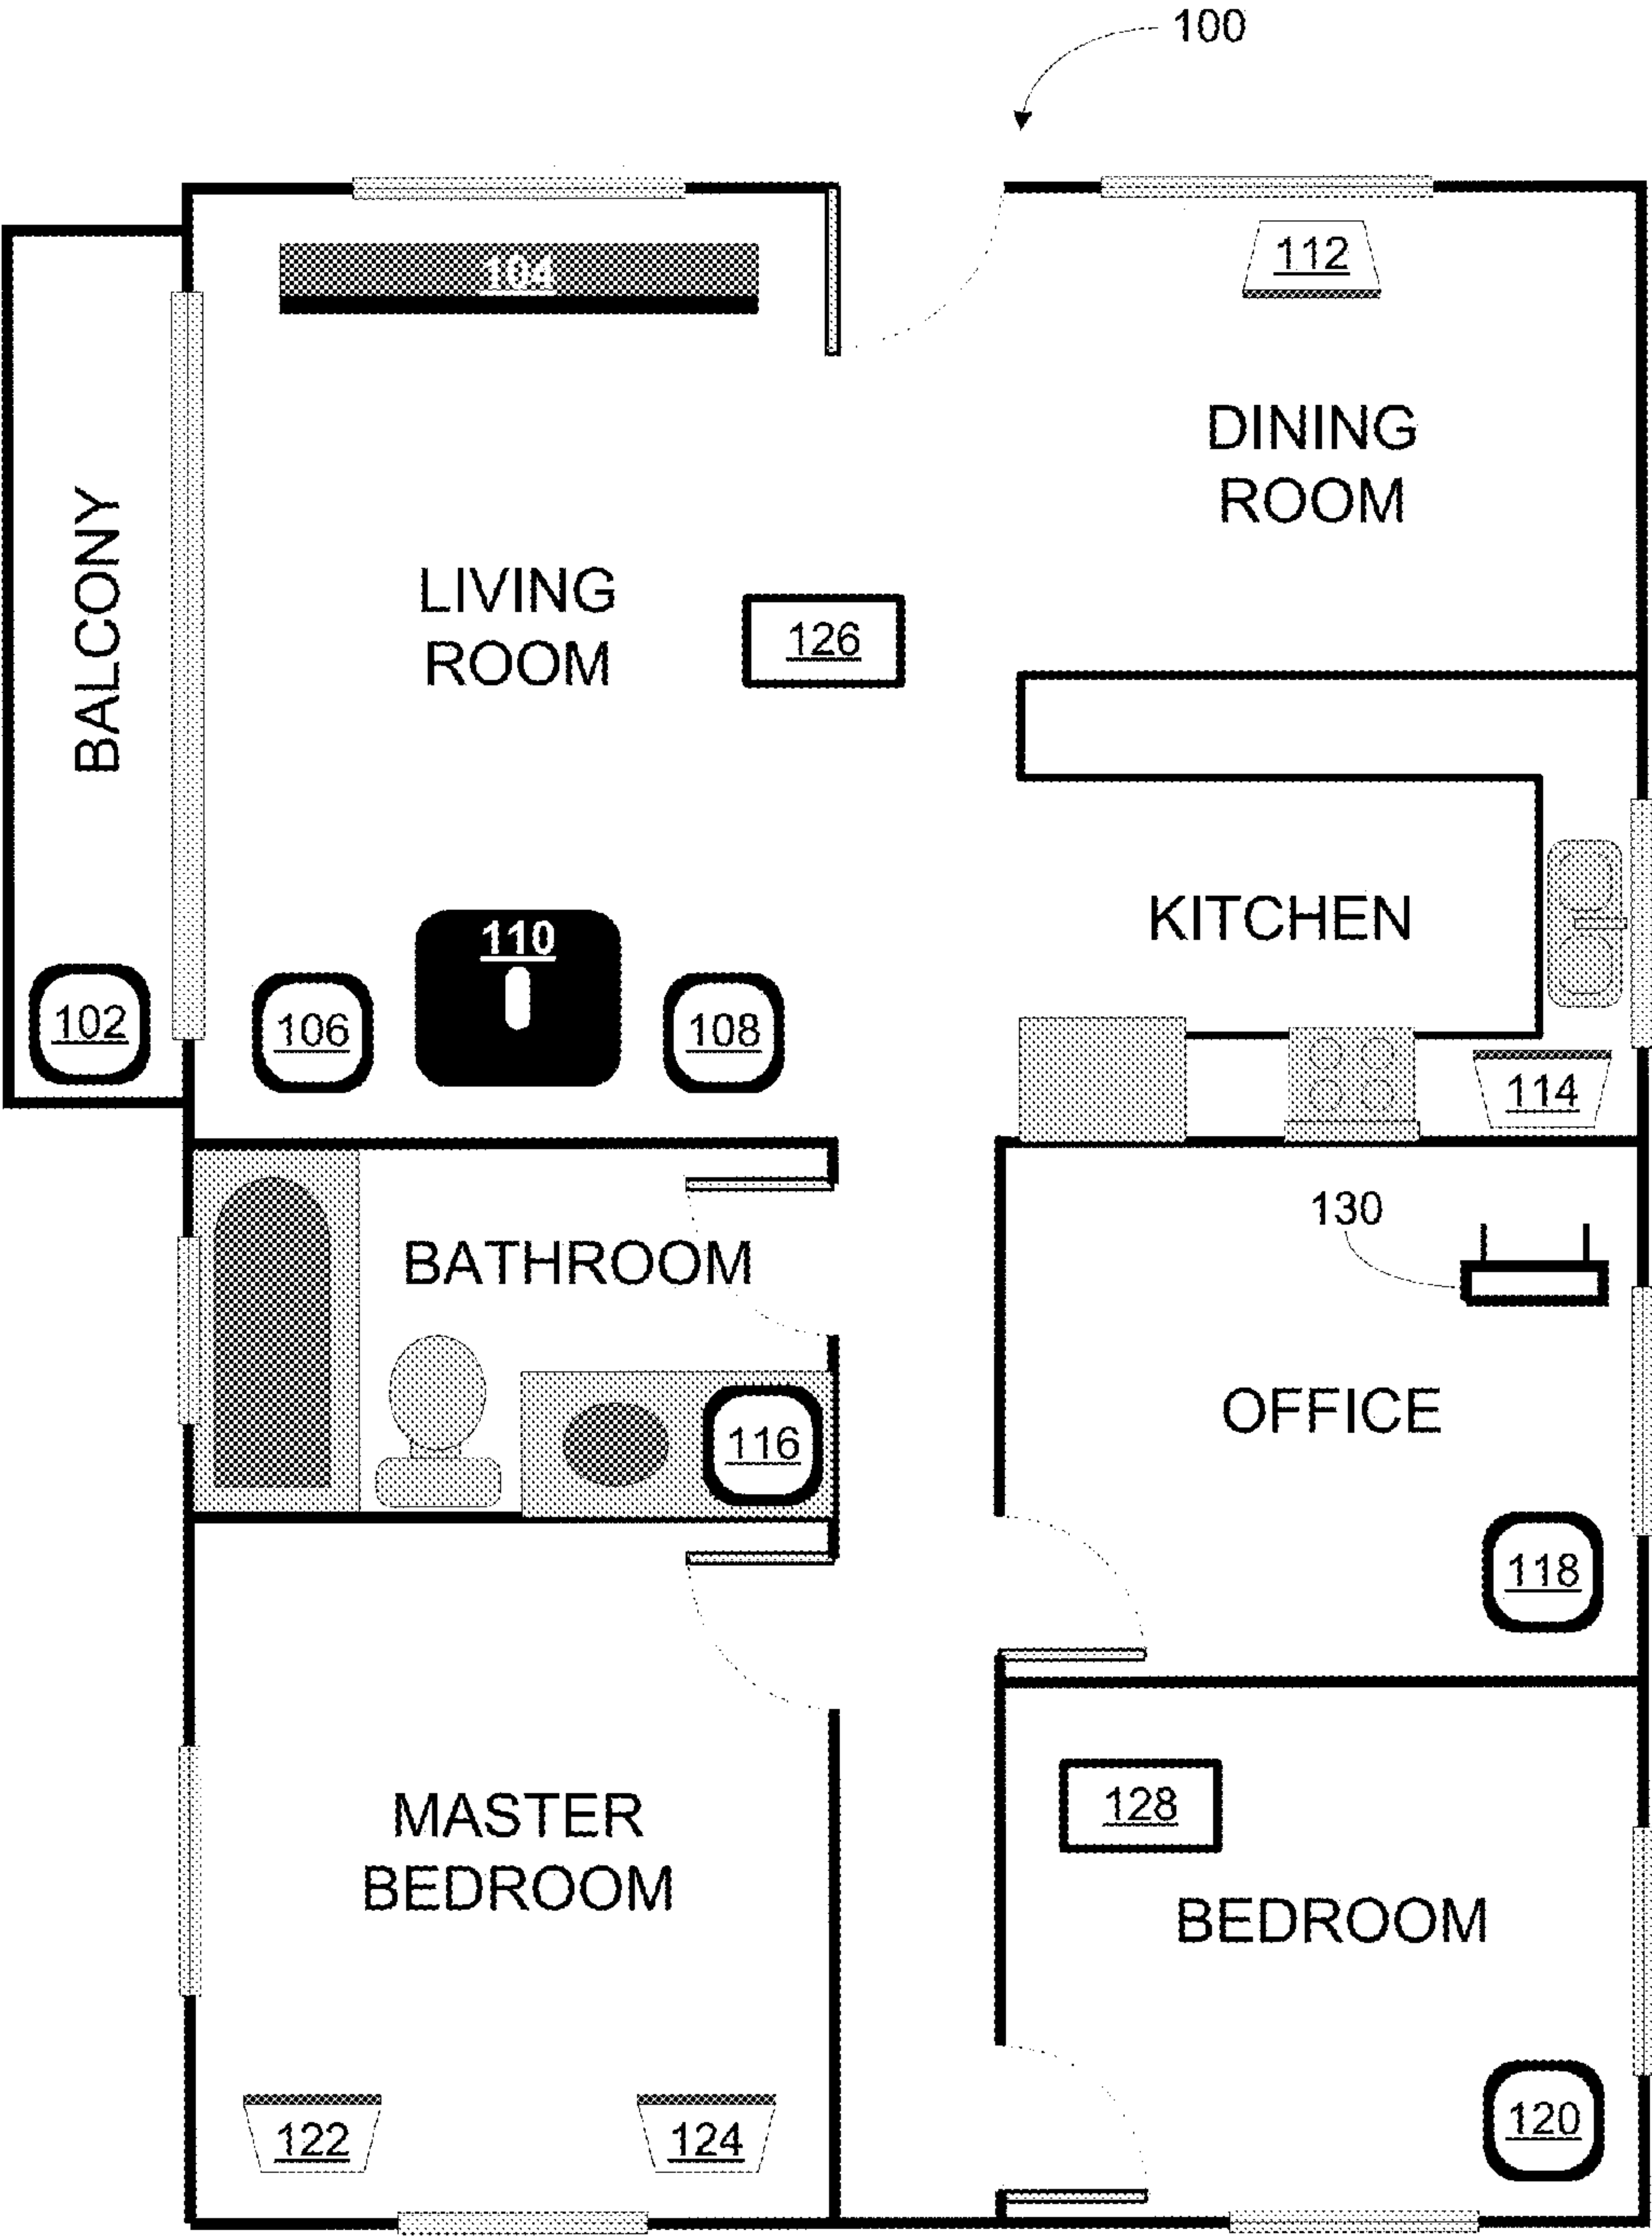 100
104
112
DINING
ROOM
BALCONY
LIVING
ROOM
126
KITCHEN
110
102
106
108
114
130
BATHROOM
OFFICE
116
118
MASTER
BEDROOM
128
BEDROOM
122
124
120